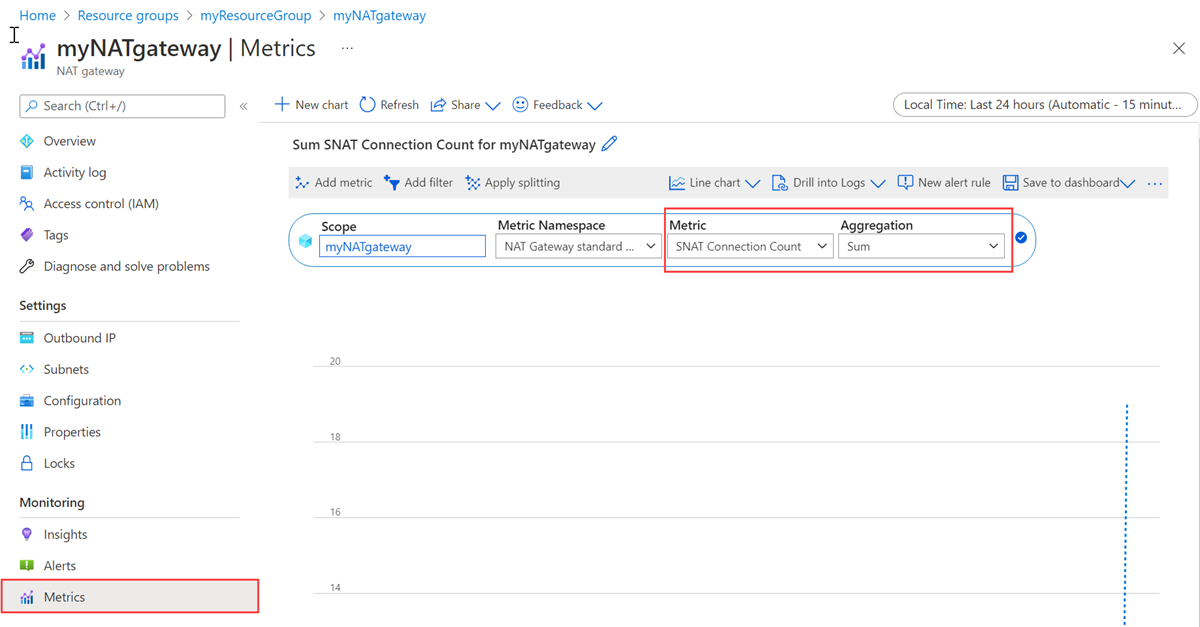 Home > Resource groups > myResourceGroup > myNATgateway
myNATgateway | Metrics ...
NAT gateway
Search (Ctrl+/)
«
New chart Refresh Share Feedback
Local Time: Last 24 hours (Automatic - 15 minut...
Overview
Activity log
Access control (IAM)
Tags
Diagnose and solve problems
Settings
Outbound IP
Subnets
Configuration
Properties
Locks
Monitoring
Insights
Alerts
Metrics
Sum SNAT Connection Count for myNATgateway
Add metric Add filter Apply splitting Line chart Drill into Logs New alert rule Save to dashboard ...
Scope Metric Namespace Metric Aggregation
myNATgateway NAT Gateway standard ... SNAT Connection Count Sum
20
18
16
14